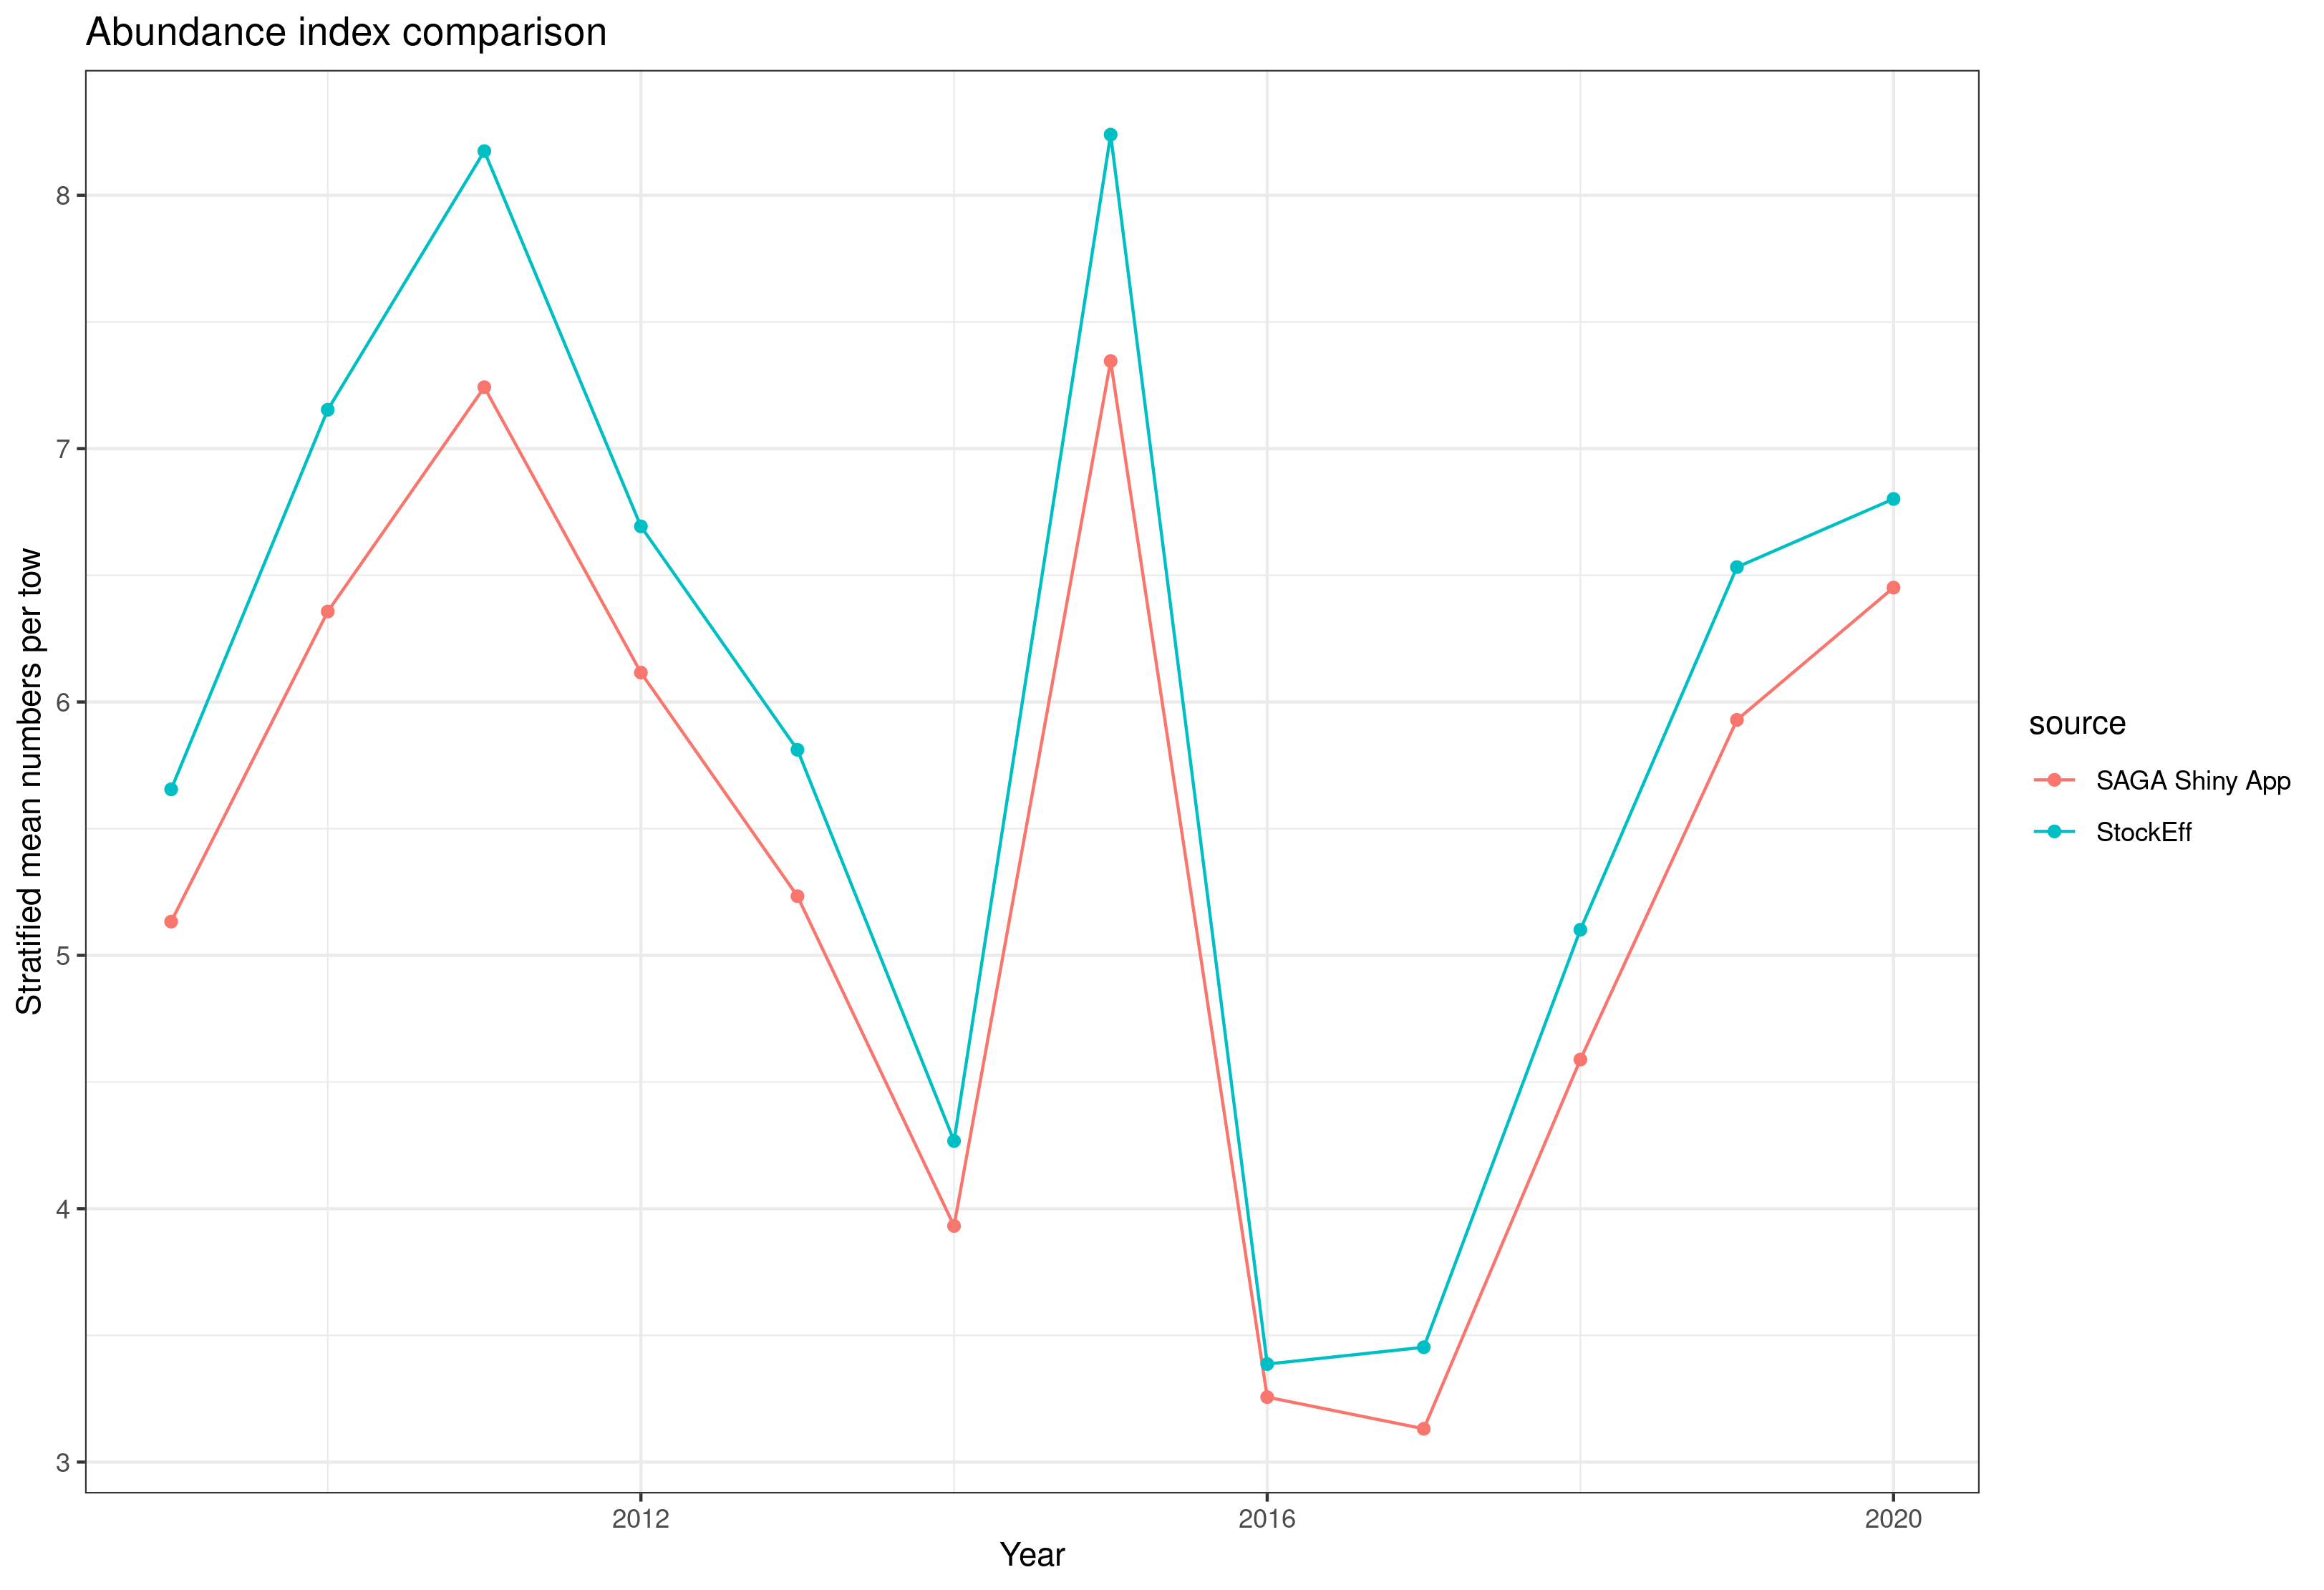 Abundance index comparison
Stratified mean numbers per tow
8
7
6
5
4
3
2012
2016
2020
Year
source
SAGA Shiny App
StockEff